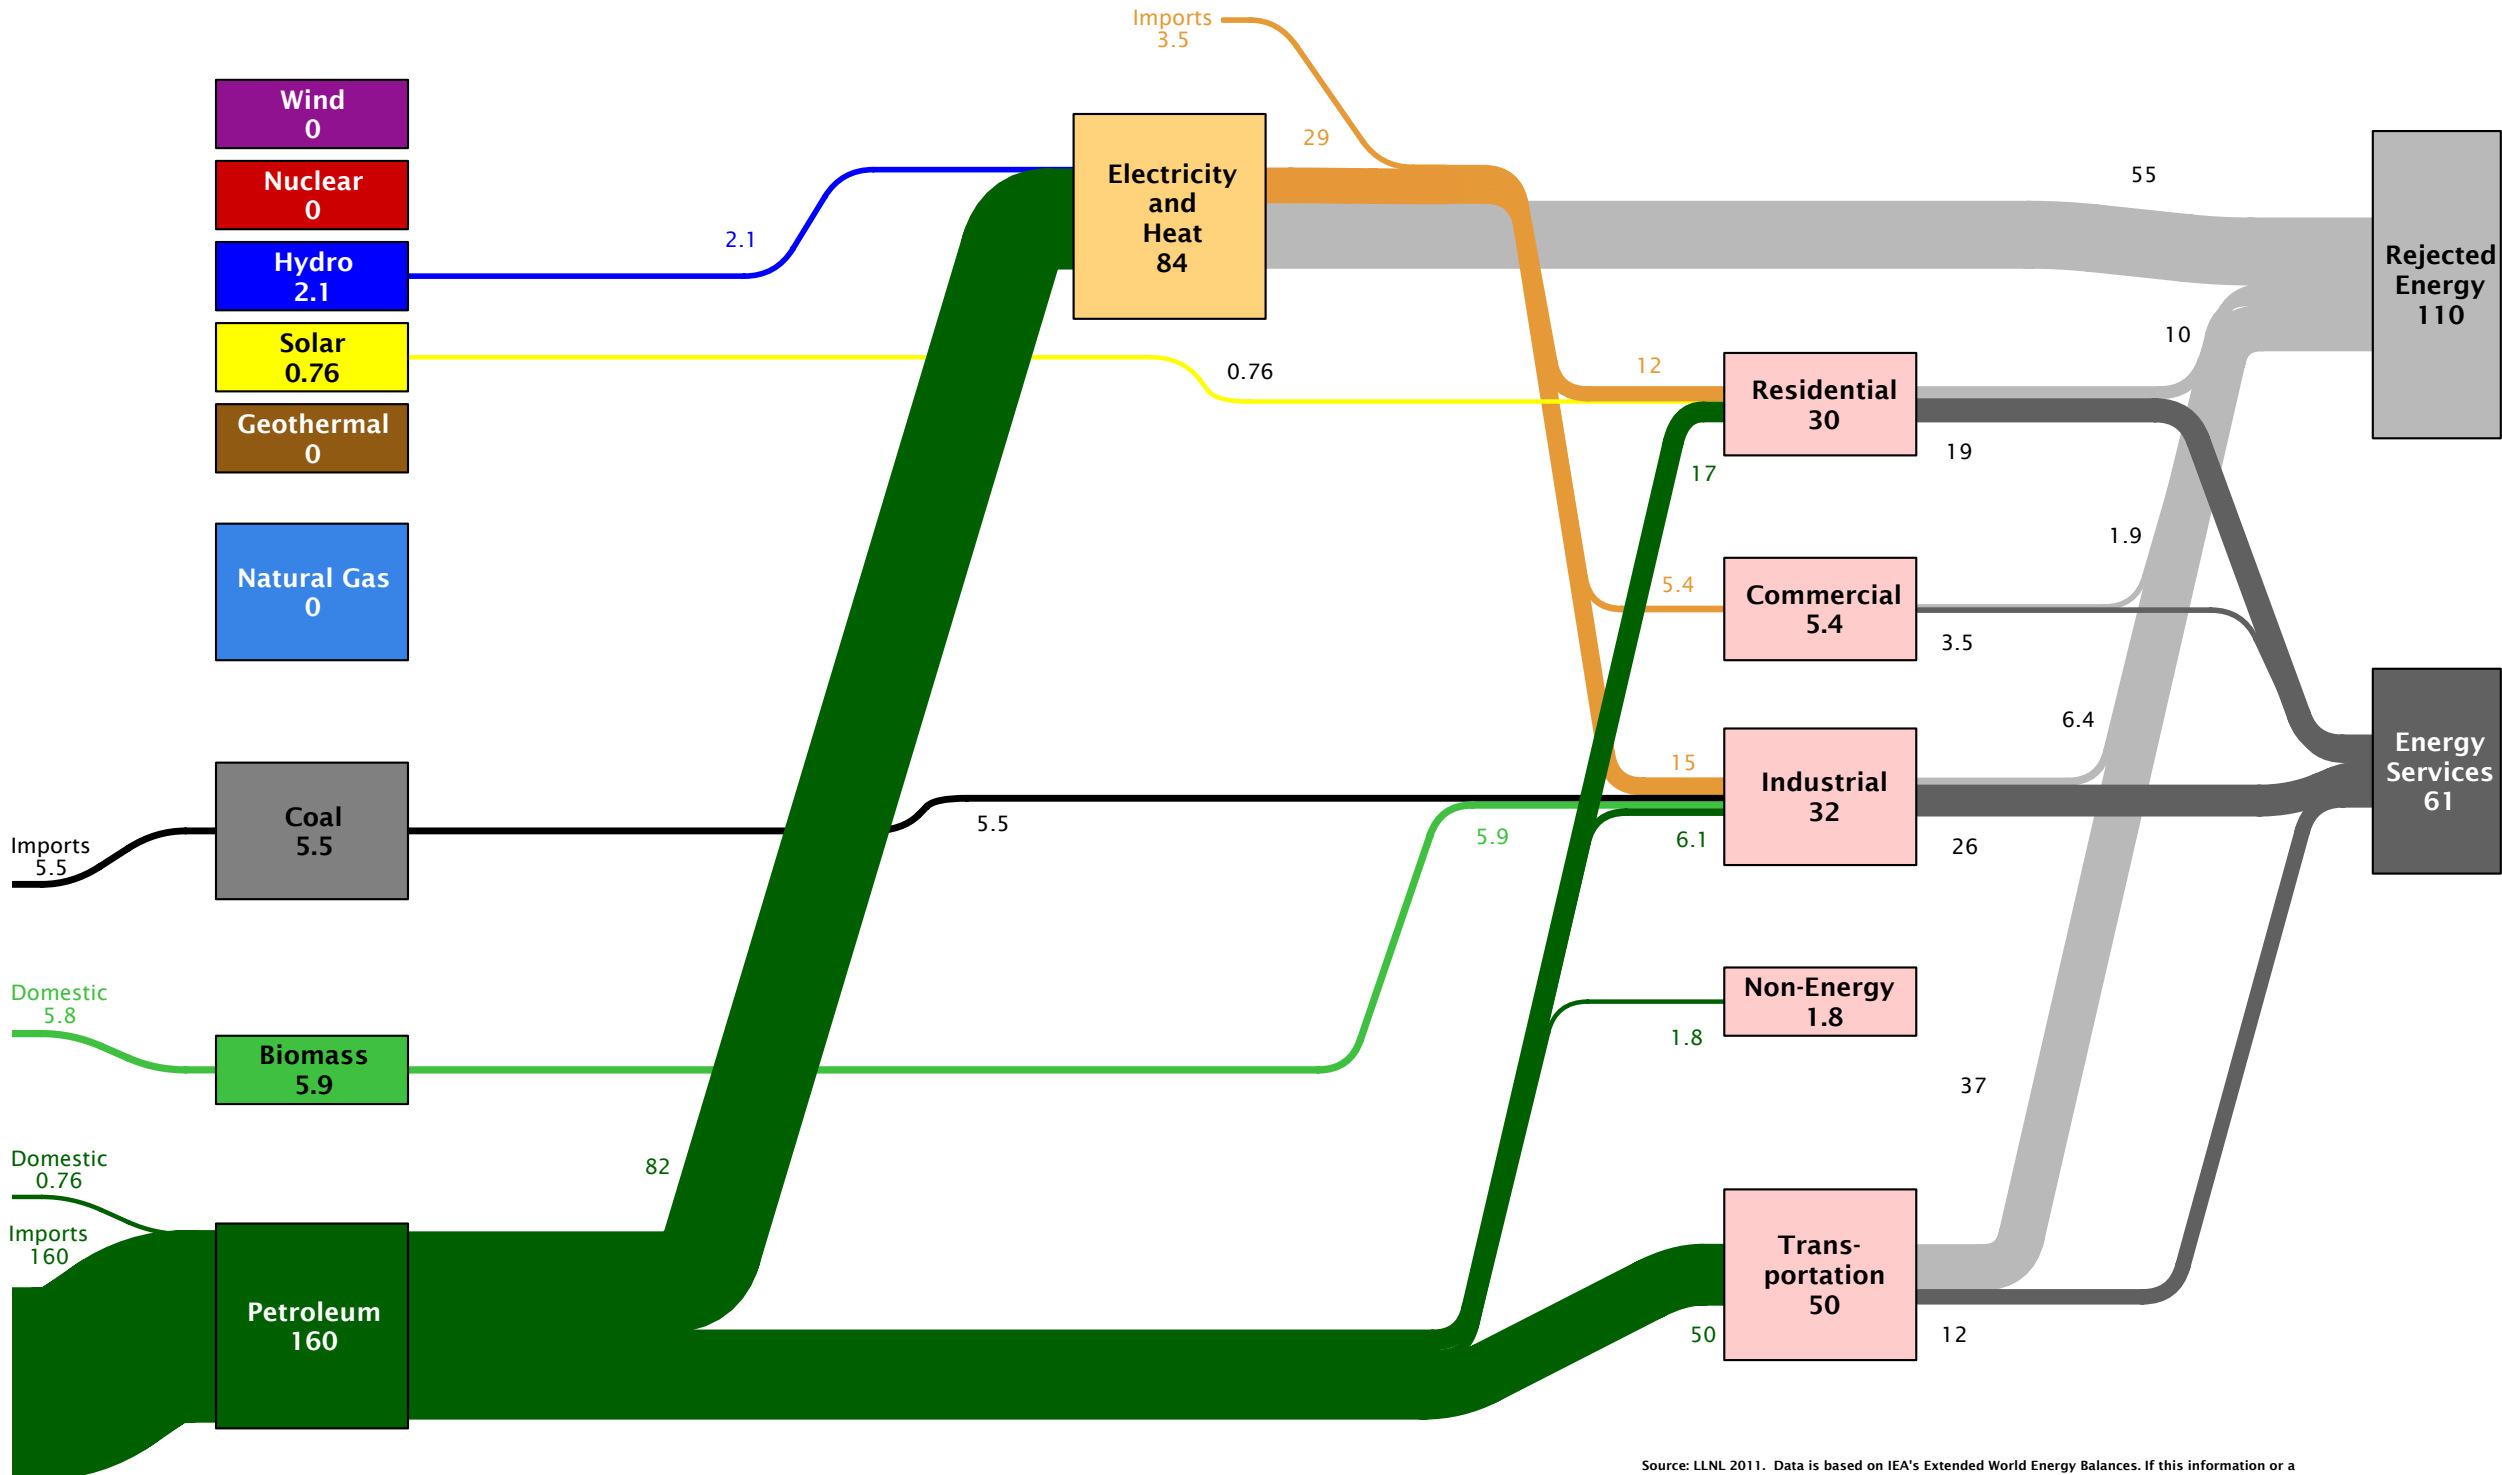 Imports
3.5
Wind
0
Nuclear
0
Hydro
2.1
Solar
0.76
Geothermal
0
Natural Gas
0
Imports
5.5
Coal
5.5
Domestic
5.8
Biomass
5.9
Domestic
0.76
Imports
160
Petroleum
160
2.1
82
Electricity
and
Heat
84
29
0.76
5.5
5.9
12
17
5.4
15
6.1
1.8
50
Residential
30
Commercial
5.4
Industrial
32
Non-Energy
1.8
Trans-
portation
50
55
10
19
1.9
3.5
6.4
26
37
12
Rejected
Energy
110
Energy
Services
61
Source: LLNL 2011. Data is based on IEA's Extended World Energy Balances. If this information or a